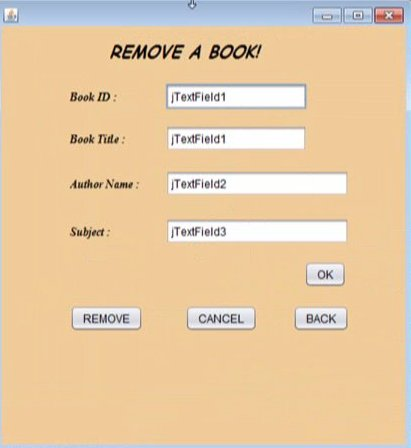 REMOVE A BOOK!
Book ID : jTextField1
Book Title : jTextField1
Author Name : jTextField2
Subject : jTextField3
OK
REMOVE CANCEL BACK